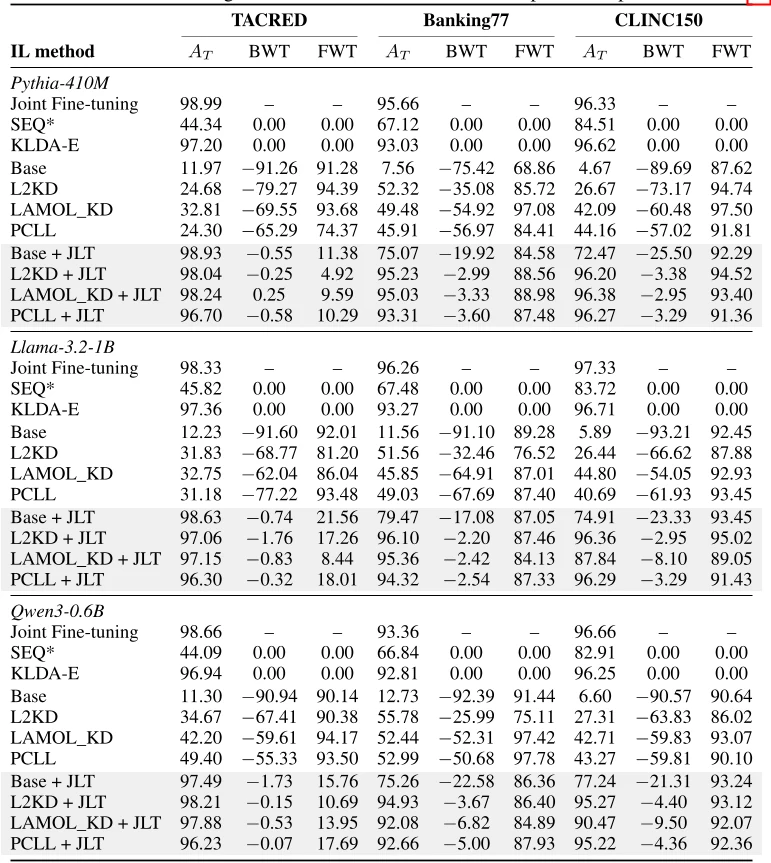 TACRED Banking77 CLINC150
IL method A_T BWT FWT A_T BWT FWT A_T BWT FWT
Pythia-410M
Joint Fine-tuning 98.99 – – 95.66 – – 96.33 – –
SEQ* 44.34 0.00 0.00 67.12 0.00 0.00 84.51 0.00 0.00
KLDA-E 97.20 0.00 0.00 93.03 0.00 0.00 96.62 0.00 0.00
Base 11.97 −91.26 91.28 7.56 −75.42 68.86 4.67 −89.69 87.62
L2KD 24.68 −79.27 94.39 52.32 −35.08 85.72 26.67 −73.17 94.74
LAMOL_KD 32.81 −69.55 93.68 49.48 −54.92 97.08 42.09 −60.48 97.50
PCLL 24.30 −65.29 74.37 45.91 −56.97 84.41 44.16 −57.02 91.81
Base + JLT 98.93 −0.55 11.38 75.07 −19.92 84.58 72.47 −25.50 92.29
L2KD + JLT 98.04 −0.25 4.92 95.23 −2.99 88.56 96.20 −3.38 94.52
LAMOL_KD + JLT 98.24 0.25 9.59 95.03 −3.33 88.98 96.38 −2.95 93.40
PCLL + JLT 96.70 −0.58 10.29 93.31 −3.60 87.48 96.27 −3.29 91.36
Llama-3.2-1B
Joint Fine-tuning 98.33 – – 96.26 – – 97.33 – –
SEQ* 45.82 0.00 0.00 67.48 0.00 0.00 83.72 0.00 0.00
KLDA-E 97.36 0.00 0.00 93.27 0.00 0.00 96.71 0.00 0.00
Base 12.23 −91.60 92.01 11.56 −91.10 89.28 5.89 −93.21 92.45
L2KD 31.83 −68.77 81.20 51.56 −32.46 76.52 26.44 −66.62 87.88
LAMOL_KD 32.75 −62.04 86.04 45.85 −64.91 87.01 44.80 −54.05 92.93
PCLL 31.18 −77.22 93.48 49.03 −67.69 87.40 40.69 −61.93 93.45
Base + JLT 98.63 −0.74 21.56 79.47 −17.08 87.05 74.91 −23.33 93.45
L2KD + JLT 97.06 −1.76 17.26 96.10 −2.20 87.46 96.36 −2.95 95.02
LAMOL_KD + JLT 97.15 −0.83 8.44 95.36 −2.42 84.13 87.84 −8.10 89.05
PCLL + JLT 96.30 −0.32 18.01 94.32 −2.54 87.33 96.29 −3.29 91.43
Qwen3-0.6B
Joint Fine-tuning 98.66 – – 93.36 – – 96.66 – –
SEQ* 44.09 0.00 0.00 66.84 0.00 0.00 82.91 0.00 0.00
KLDA-E 96.94 0.00 0.00 92.81 0.00 0.00 96.25 0.00 0.00
Base 11.30 −90.94 90.14 12.73 −92.39 91.44 6.60 −90.57 90.64
L2KD 34.67 −67.41 90.38 55.78 −25.99 75.11 27.31 −63.83 86.02
LAMOL_KD 42.20 −59.61 94.17 52.44 −52.31 97.42 42.71 −59.83 93.07
PCLL 49.40 −55.33 93.50 52.99 −50.68 97.78 43.27 −59.81 90.10
Base + JLT 97.49 −1.73 15.76 75.26 −22.58 86.36 77.24 −21.31 93.24
L2KD + JLT 98.21 −0.15 10.69 94.93 −3.67 86.40 95.27 −4.40 93.12
LAMOL_KD + JLT 97.88 −0.53 13.95 92.08 −6.82 84.89 90.47 −9.50 92.07
PCLL + JLT 96.23 −0.07 17.69 92.66 −5.00 87.93 95.22 −4.36 92.36